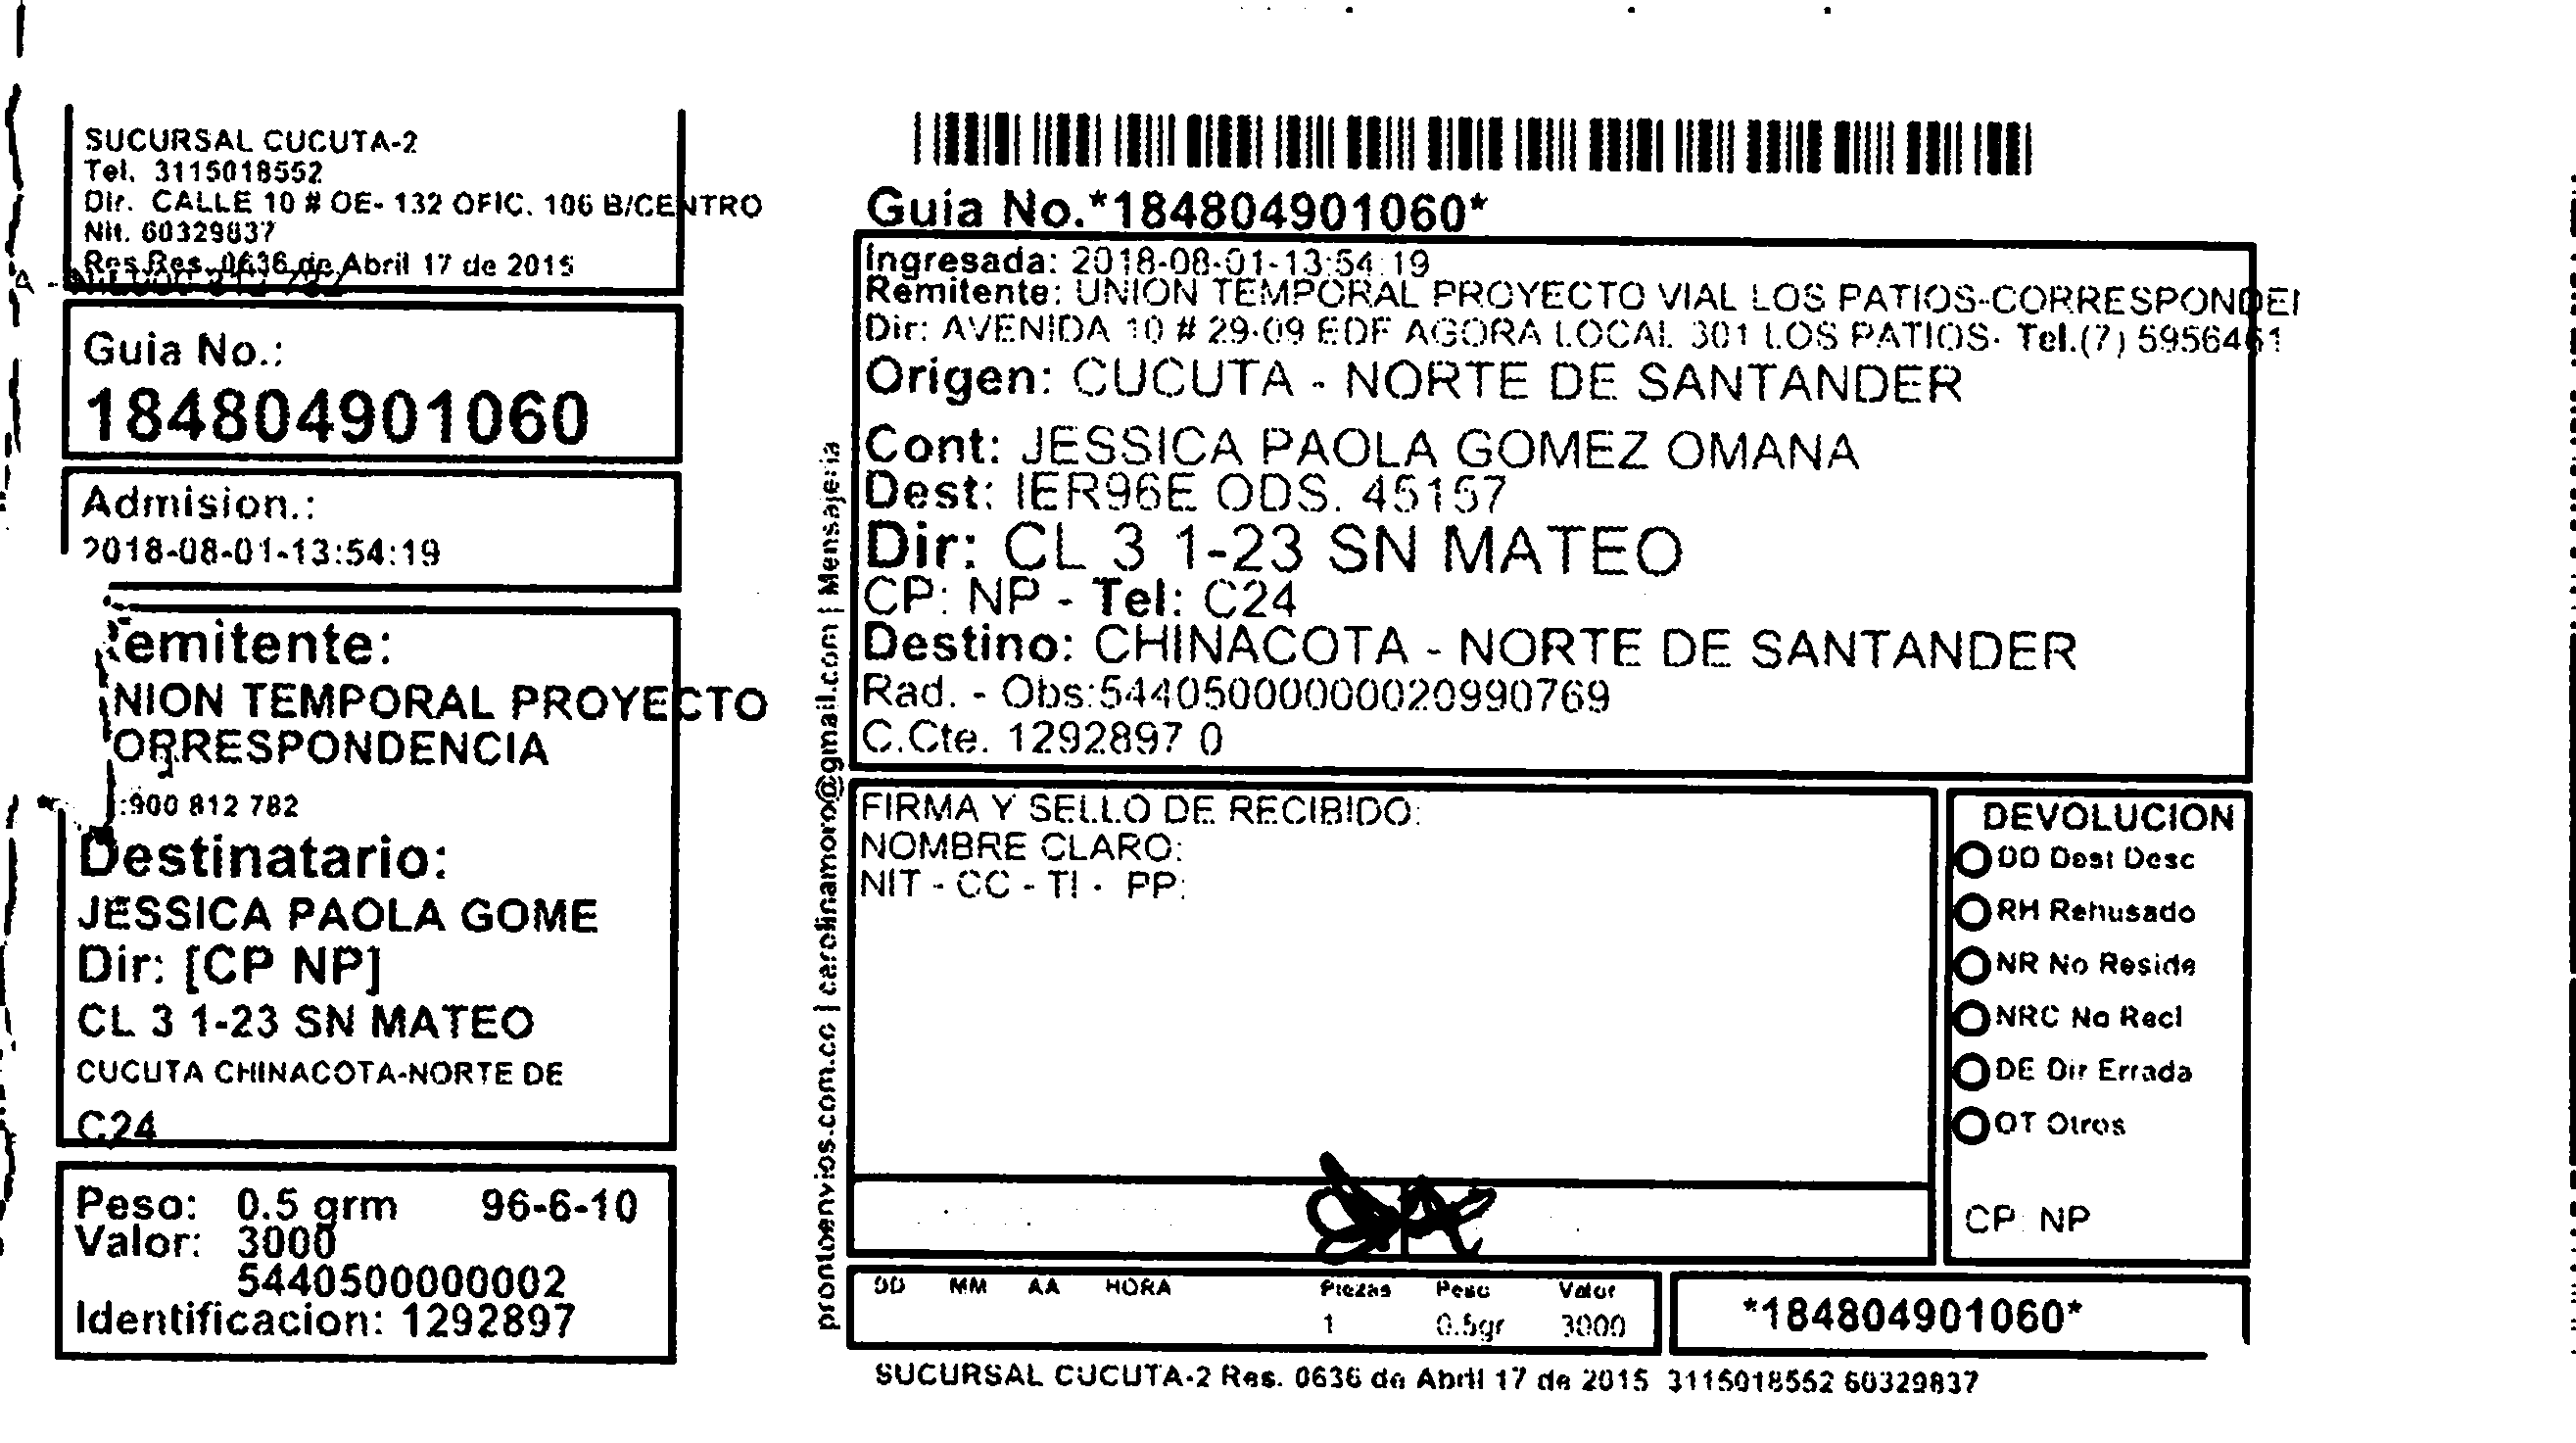 SUCURSAL CUCUTA-2
Tel. 3115018552
Dir. CALLE 10 # OE- 132 OFIC. 106 B/CENTRO
Nit. 60329837
Res.Res. 0636 de Abril 17 de 2015
Guia No.:
184804901060
Admision.:
2018-08-01-13:54:19
emitente:
NION TEMPORAL PROYECTO
ORRESPONDENCIA
:900 812 782
Destinatario:
JESSICA PAOLA GOME
Dir: [CP NP]
CL 3 1-23 SN MATEO
CUCUTA CHINACOTA-NORTE DE
C24
Peso: 0.5 grm 96-6-10
Valor: 3000
5440500000002
Identificacion: 1292897
prontoenvios.com.co | carolinamoro@gmail.com | Mensajeria
Guia No.*184804901060*
Ingresada: 2018-08-01-13:54:19
Remitente: UNION TEMPORAL PROYECTO VIAL LOS PATIOS-CORRESPONDEN
Dir: AVENIDA 10 # 29-09 EDF AGORA LOCAL 301 LOS PATIOS- Tel.(7) 5956461
Origen: CUCUTA - NORTE DE SANTANDER
Cont: JESSICA PAOLA GOMEZ OMANA
Dest: IER96E ODS. 45157
Dir: CL 3 1-23 SN MATEO
CP: NP - Tel: C24
Destino: CHINACOTA - NORTE DE SANTANDER
Rad. - Obs:544050000000020990769
C.Cte. 1292897 0
FIRMA Y SELLO DE RECIBIDO:
NOMBRE CLARO:
NIT - CC - TI - PP:
DEVOLUCION
DD Dest Desc
RH Rehusado
NR No Reside
NRC No Recl
DE Dir Errada
OT Otros
CP: NP
DD MM AA HORA Piezas Peso Valor
1 0.5gr 3000
*184804901060*
SUCURSAL CUCUTA-2 Res. 0636 de Abril 17 de 2015 3115018552 60329837